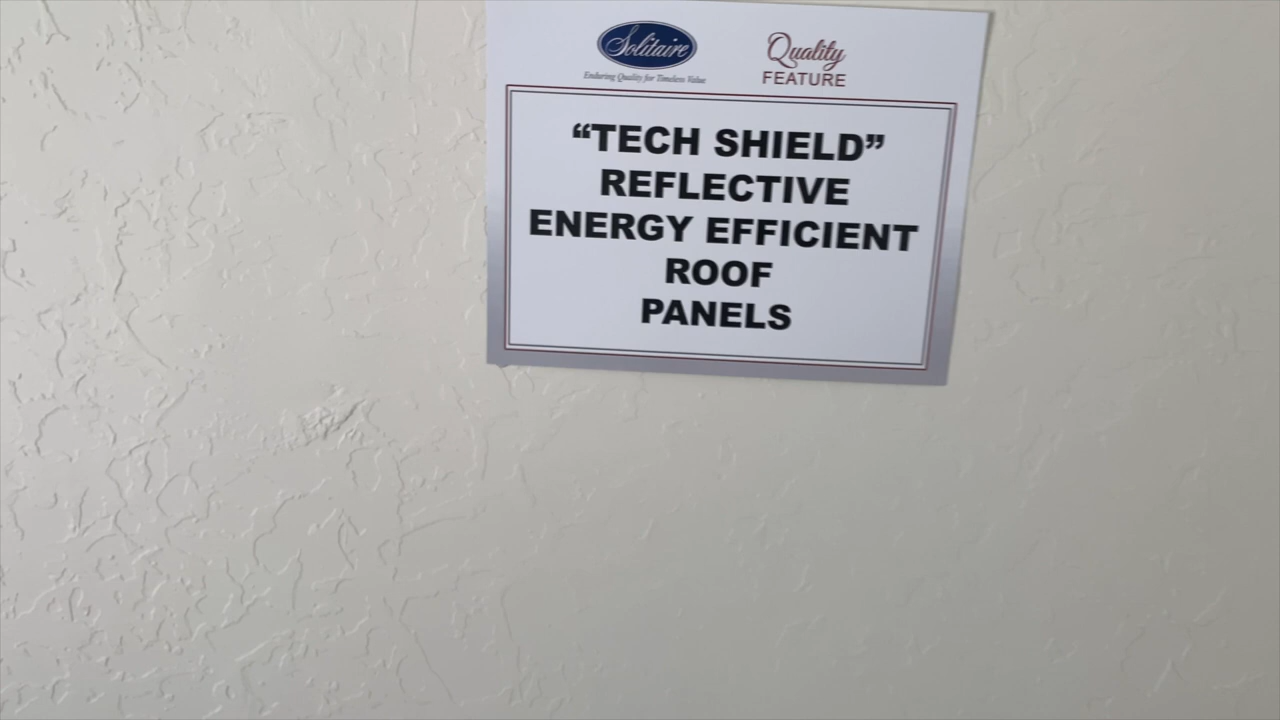 Solitaire
Enduring Quality for Timeless Value
Quality
FEATURE
“TECH SHIELD”
REFLECTIVE
ENERGY EFFICIENT
ROOF
PANELS